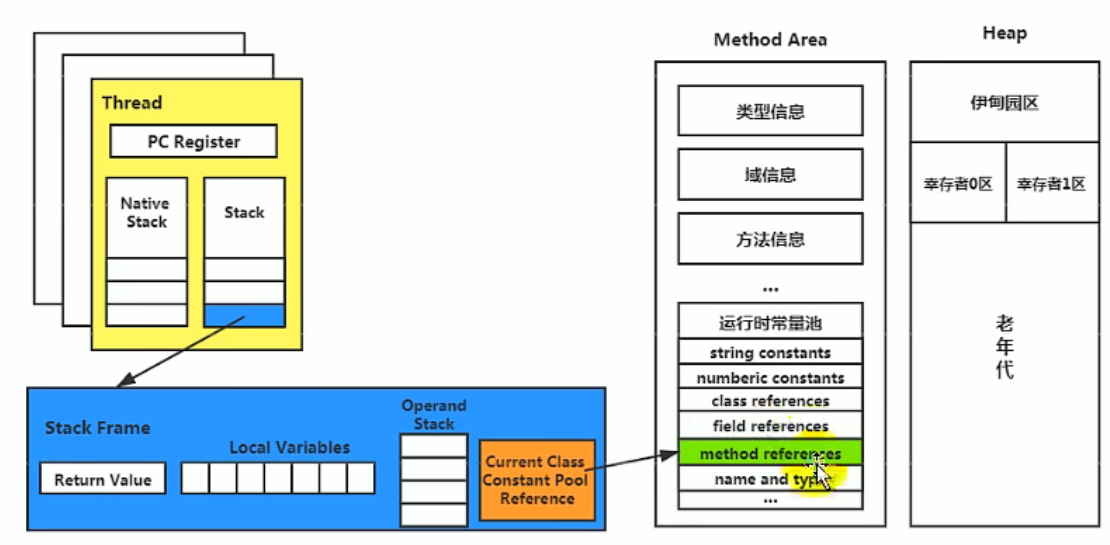 Thread
PC Register
Native
Stack
Stack
Stack Frame
Return Value
Local Variables
Operand
Stack
Current Class
Constant Pool
Reference
Method Area
类型信息
域信息
方法信息
...
运行时常量池
string constants
numberic constants
class references
field references
method references
name and type
...
Heap
伊甸园区
幸存者0区
幸存者1区
老
年
代